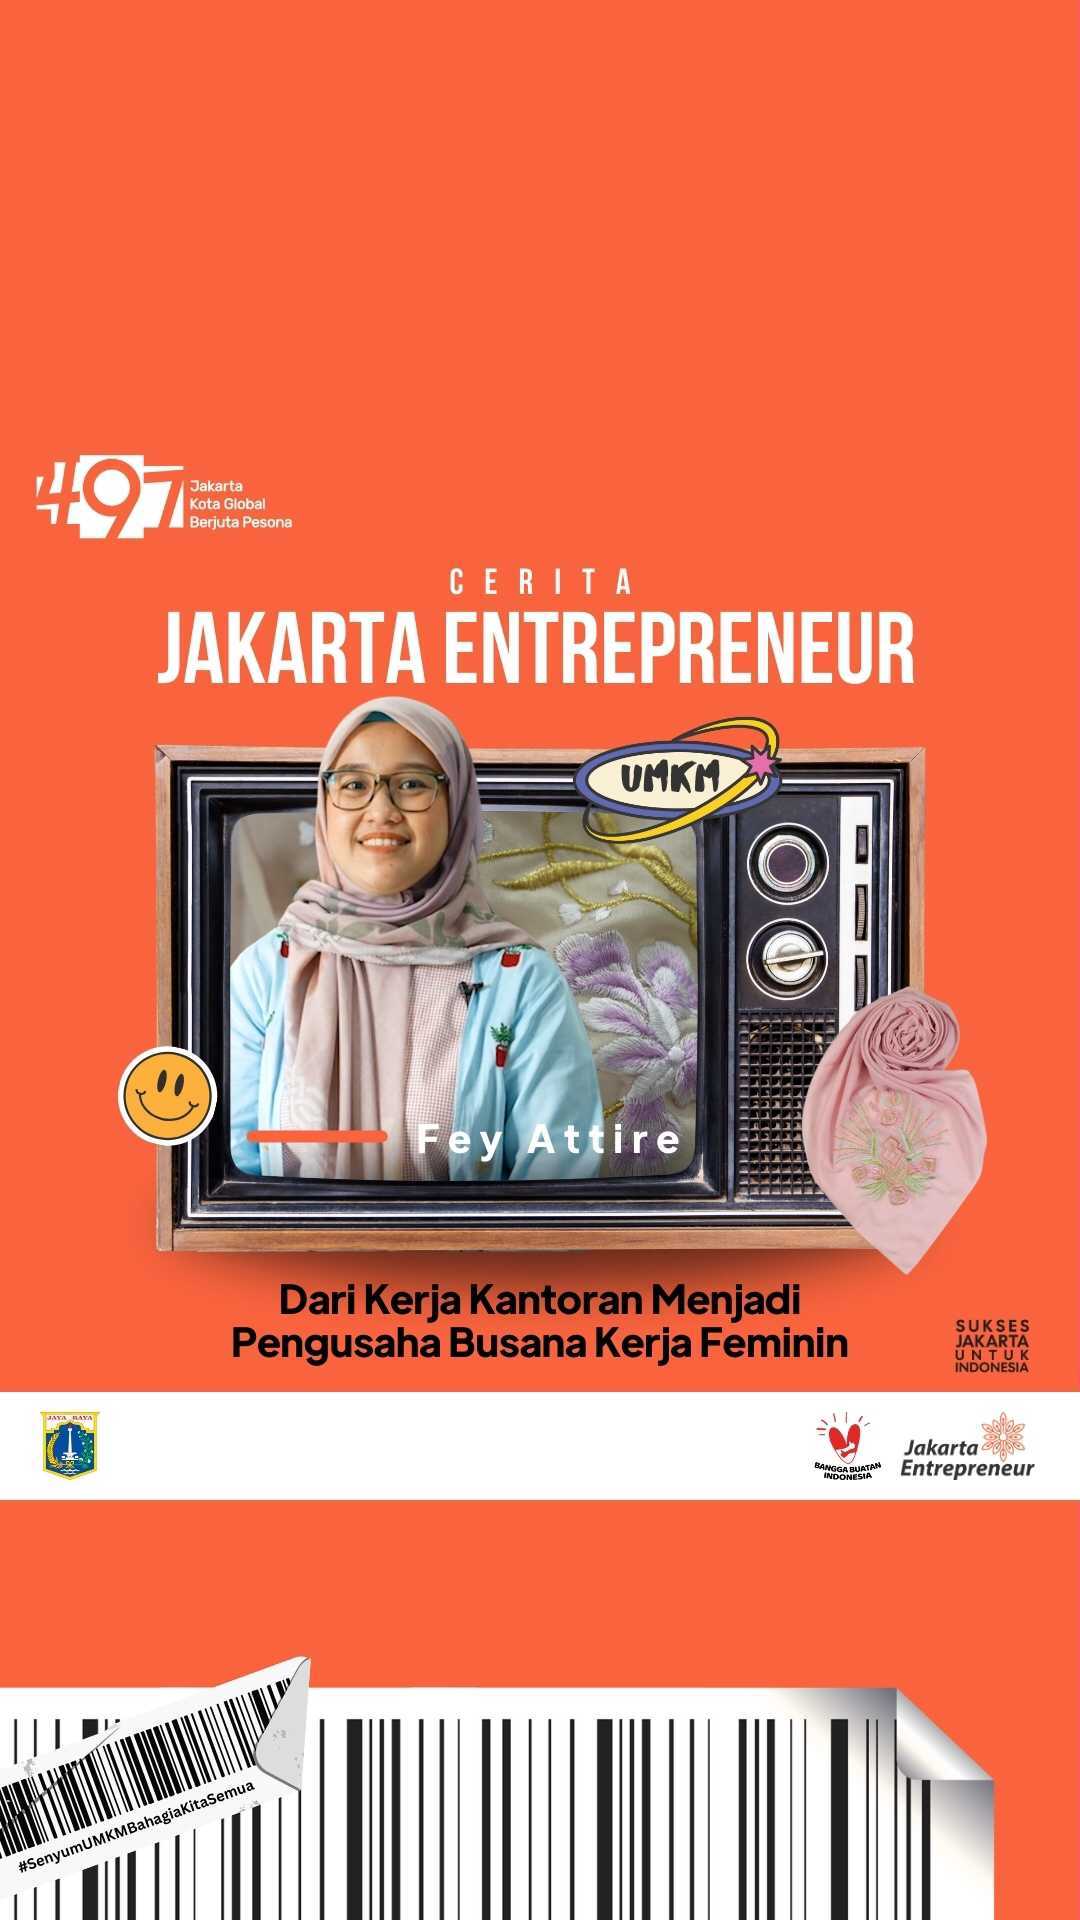 497
Jakarta
Kota Global
Berjuta Pesona
CERITA
JAKARTA ENTREPRENEUR
UMKM
Fey Attire
Dari Kerja Kantoran Menjadi
Pengusaha Busana Kerja Feminin
SUKSES
JAKARTA
UNTUK
INDONESIA
JAYA RAYA
BANGGA BUATAN
INDONESIA
Jakarta
Entrepreneur
#SenyumUMKMBahagiaKitaSemua